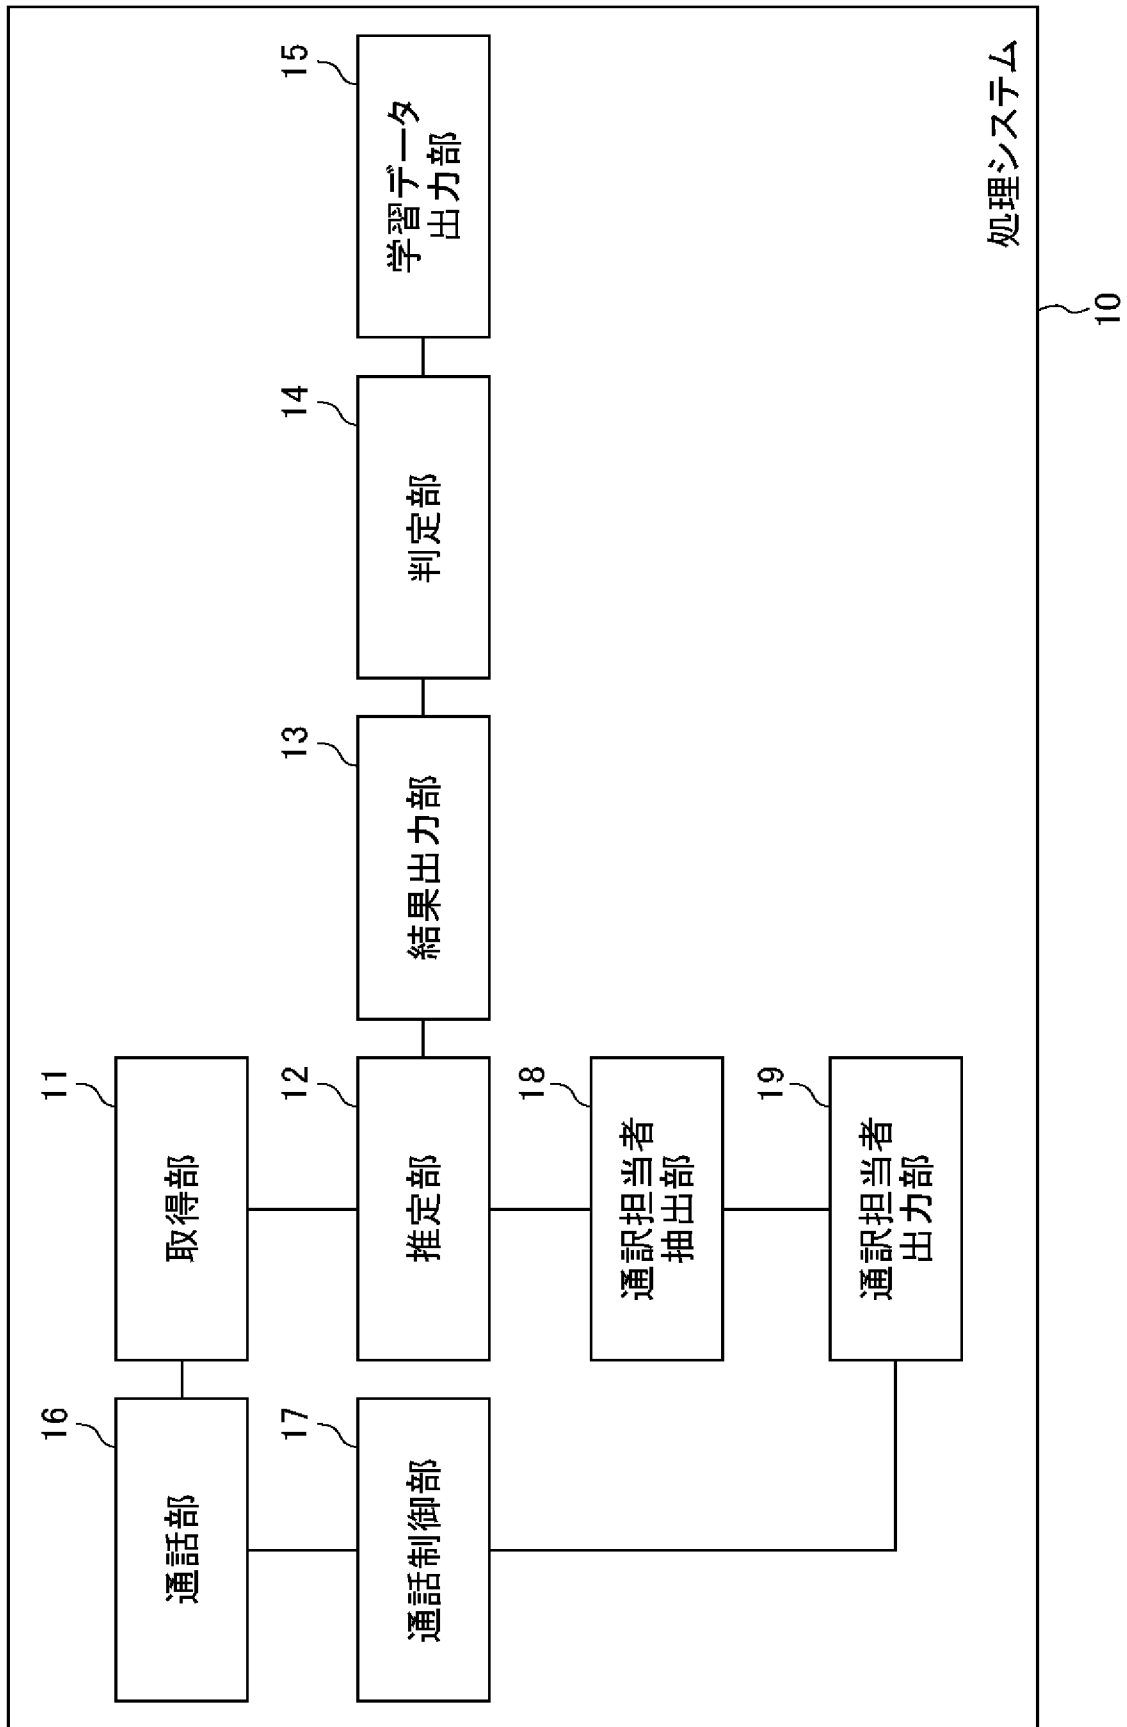 16
通話部
11
取得部
17
通話制御部
12
推定部
13
結果出力部
14
判定部
15
学習データ
出力部
18
通訳担当者
抽出部
19
通訳担当者
出力部
処理システム
10